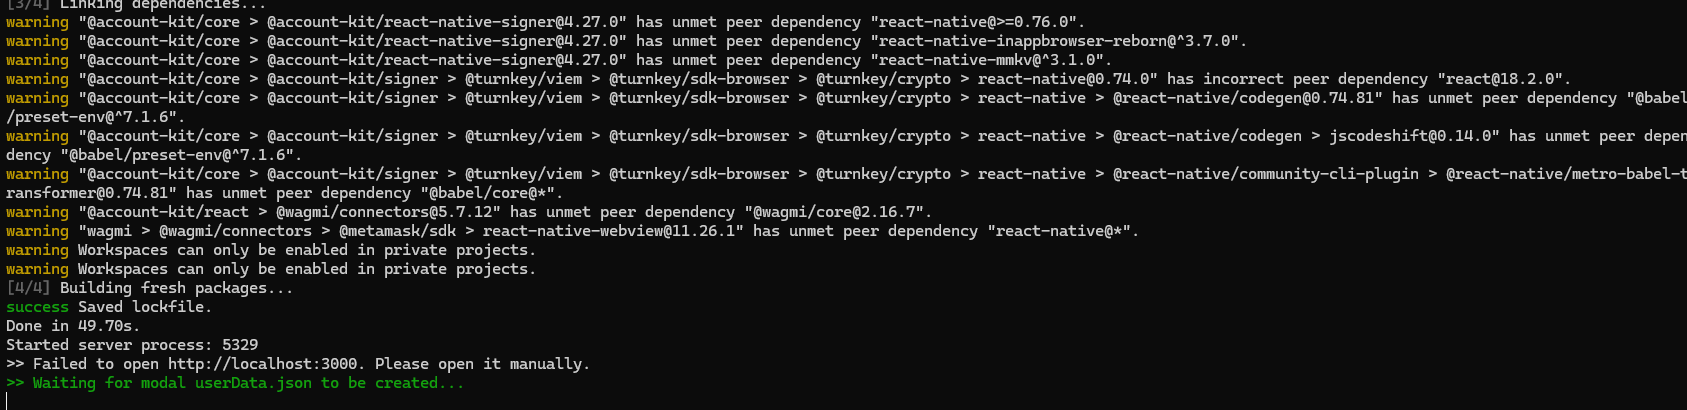 [3/4] Linking dependencies...
warning "@account-kit/core > @account-kit/react-native-signer@4.27.0" has unmet peer dependency "react-native@>=0.76.0".
warning "@account-kit/core > @account-kit/react-native-signer@4.27.0" has unmet peer dependency "react-native-inappbrowser-reborn@^3.7.0".
warning "@account-kit/core > @account-kit/react-native-signer@4.27.0" has unmet peer dependency "react-native-mmkv@^3.1.0".
warning "@account-kit/core > @account-kit/signer > @turnkey/viem > @turnkey/sdk-browser > @turnkey/crypto > react-native@0.74.0" has incorrect peer dependency "react@18.2.0".
warning "@account-kit/core > @account-kit/signer > @turnkey/viem > @turnkey/sdk-browser > @turnkey/crypto > react-native > @react-native/codegen@0.74.81" has unmet peer dependency "@babel
/preset-env@^7.1.6".
warning "@account-kit/core > @account-kit/signer > @turnkey/viem > @turnkey/sdk-browser > @turnkey/crypto > react-native > @react-native/codegen > jscodeshift@0.14.0" has unmet peer depen
dency "@babel/preset-env@^7.1.6".
warning "@account-kit/core > @account-kit/signer > @turnkey/viem > @turnkey/sdk-browser > @turnkey/crypto > react-native > @react-native/community-cli-plugin > @react-native/metro-babel-t
ransformer@0.74.81" has unmet peer dependency "@babel/core@*".
warning "@account-kit/react > @wagmi/connectors@5.7.12" has unmet peer dependency "@wagmi/core@2.16.7".
warning "wagmi > @wagmi/connectors > @metamask/sdk > react-native-webview@11.26.1" has unmet peer dependency "react-native@*".
warning Workspaces can only be enabled in private projects.
warning Workspaces can only be enabled in private projects.
[4/4] Building fresh packages...
success Saved lockfile.
Done in 49.70s.
Started server process: 5329
>> Failed to open http://localhost:3000. Please open it manually.
>> Waiting for modal userData.json to be created...